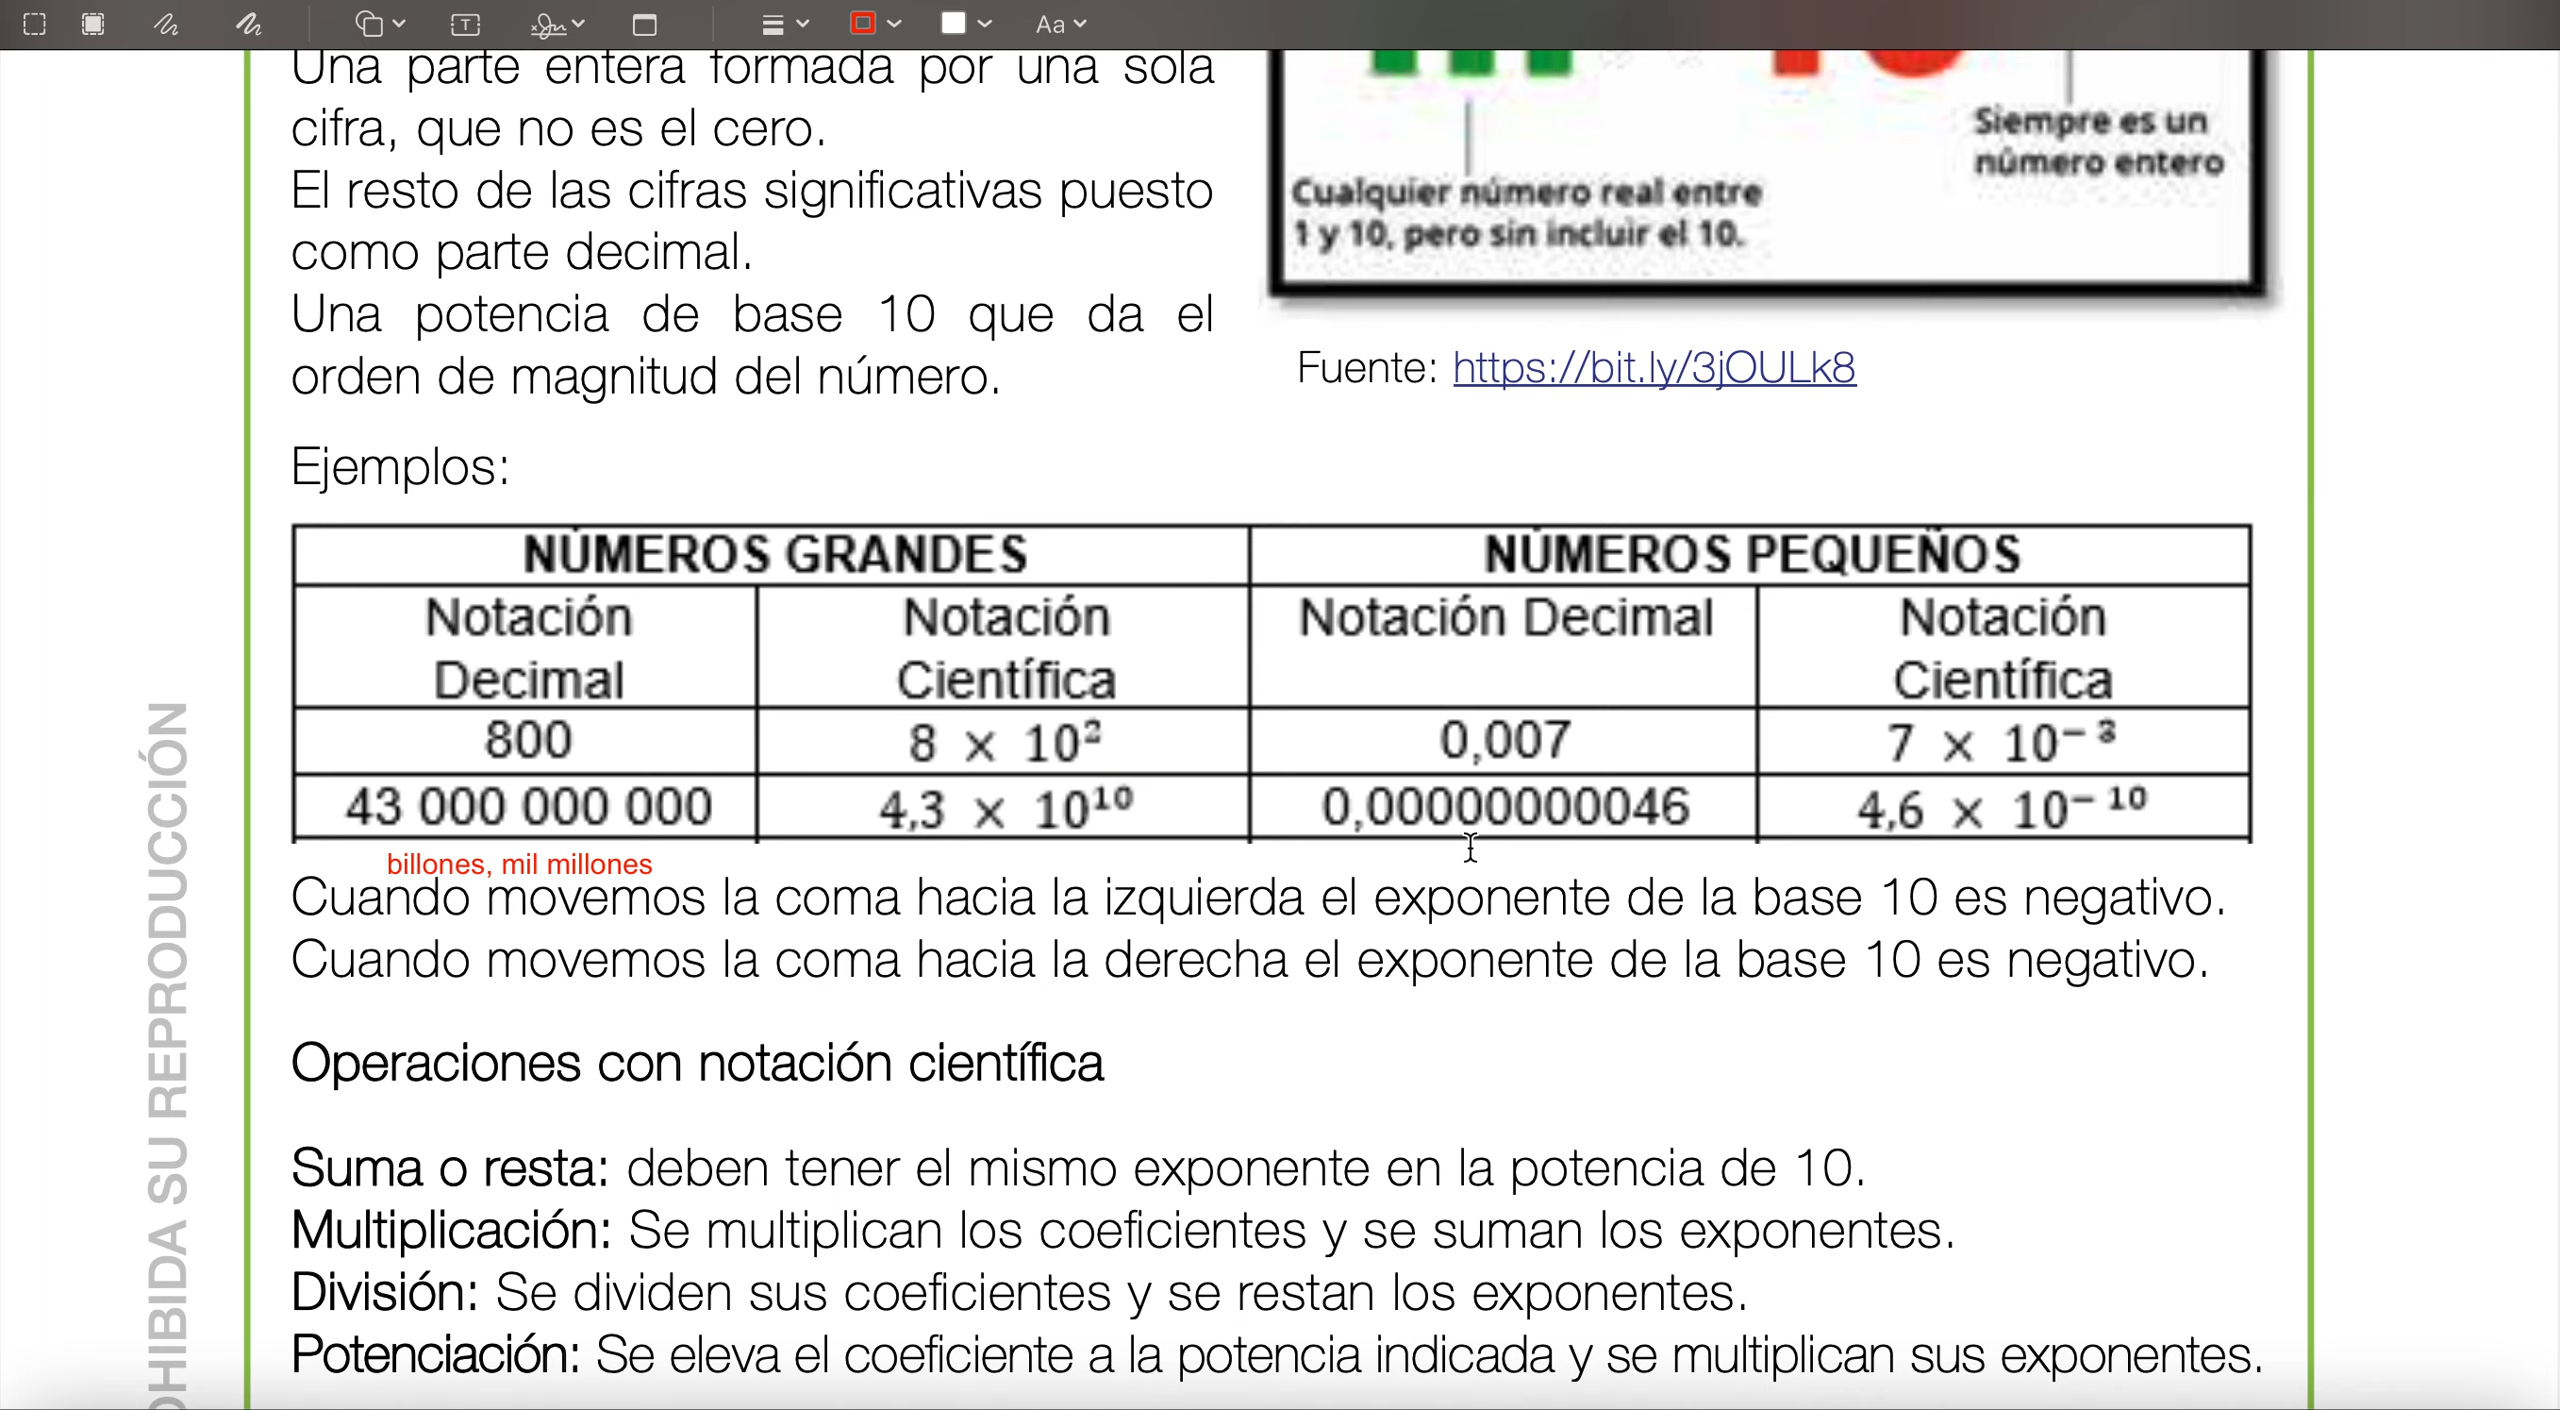 Una parte entera formada por una sola
cifra, que no es el cero.
El resto de las cifras significativas puesto
como parte decimal.
Una potencia de base 10 que da el
orden de magnitud del número.
Siempre es un
número entero
Cualquier número real entre
1 y 10, pero sin incluir el 10.
Fuente: https://bit.ly/3jOULk8
Ejemplos:
NÚMEROS GRANDES NÚMEROS PEQUEÑOS
Notación Decimal Notación Científica Notación Decimal Notación Científica
800 8 × 10² 0,007 7 × 10⁻³
43 000 000 000 4,3 × 10¹⁰ 0,00000000046 4,6 × 10⁻¹⁰
billones, mil millones
Cuando movemos la coma hacia la izquierda el exponente de la base 10 es negativo.
Cuando movemos la coma hacia la derecha el exponente de la base 10 es negativo.
Operaciones con notación científica
Suma o resta: deben tener el mismo exponente en la potencia de 10.
Multiplicación: Se multiplican los coeficientes y se suman los exponentes.
División: Se dividen sus coeficientes y se restan los exponentes.
Potenciación: Se eleva el coeficiente a la potencia indicada y se multiplican sus exponentes.
SU REPRODUCCIÓN
Aa